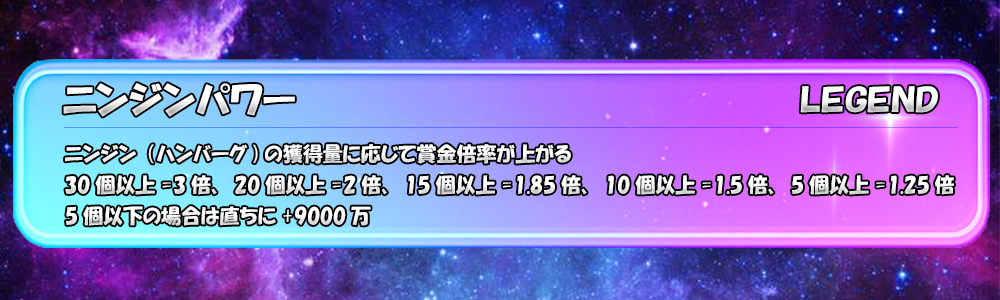 ニンジンパワー LEGEND
ニンジン（ハンバーグ）の獲得量に応じて賞金倍率が上がる
30個以上=3倍、20個以上=2倍、15個以上=1.85倍、10個以上=1.5倍、5個以上=1.25倍
5個以下の場合は直ちに+9000万